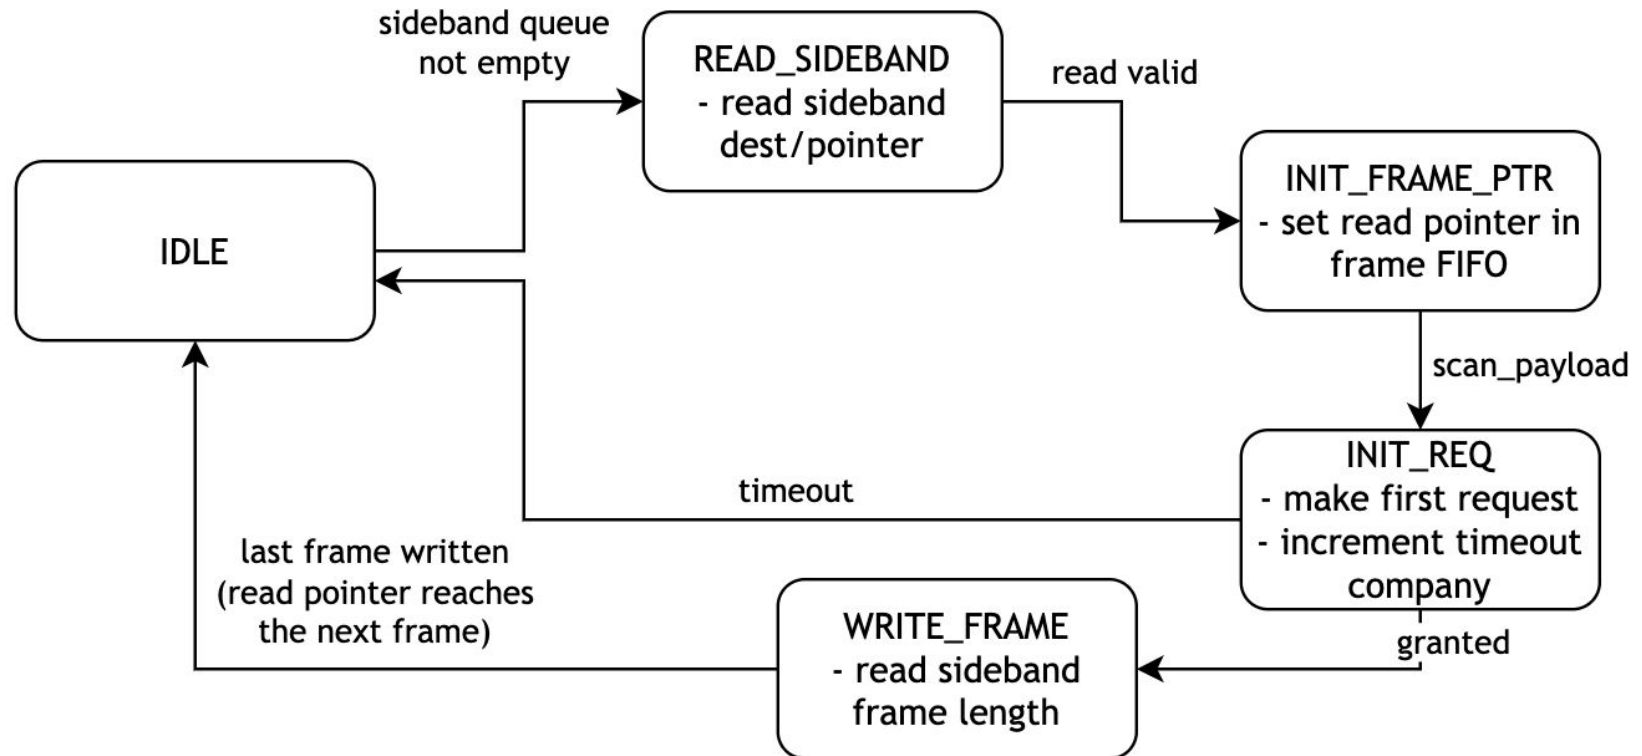 sideband queue
not empty
READ_SIDEBAND
- read sideband
dest/pointer
read valid
INIT_FRAME_PTR
- set read pointer in
frame FIFO
IDLE
scan_payload
INIT_REQ
- make first request
- increment timeout
company
timeout
last frame written
(read pointer reaches
the next frame)
WRITE_FRAME
- read sideband
frame length
granted